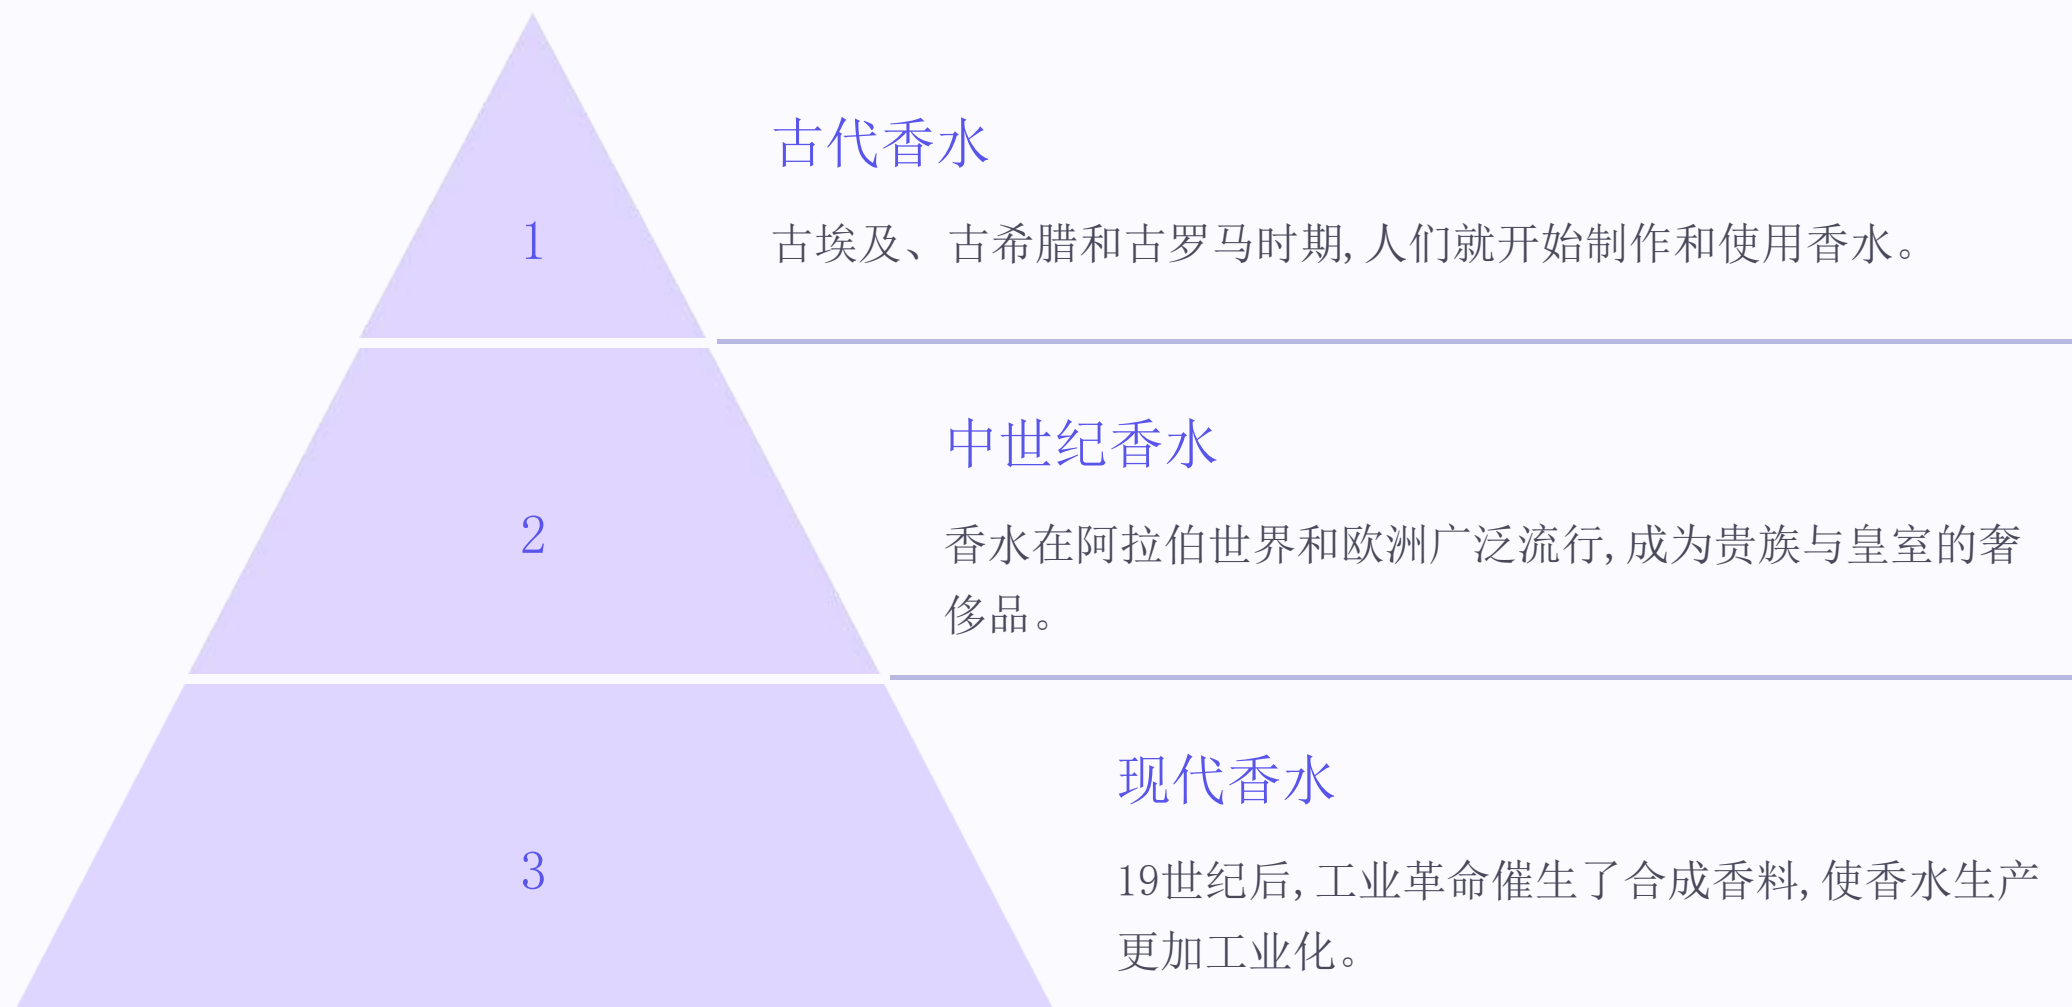 古代香水
1
古埃及、古希腊和古罗马时期,人们就开始制作和使用香水。
中世纪香水
2
香水在阿拉伯世界和欧洲广泛流行,成为贵族与皇室的奢
侈品。
现代香水
3
19世纪后,工业革命催生了合成香料,使香水生产
更加工业化。